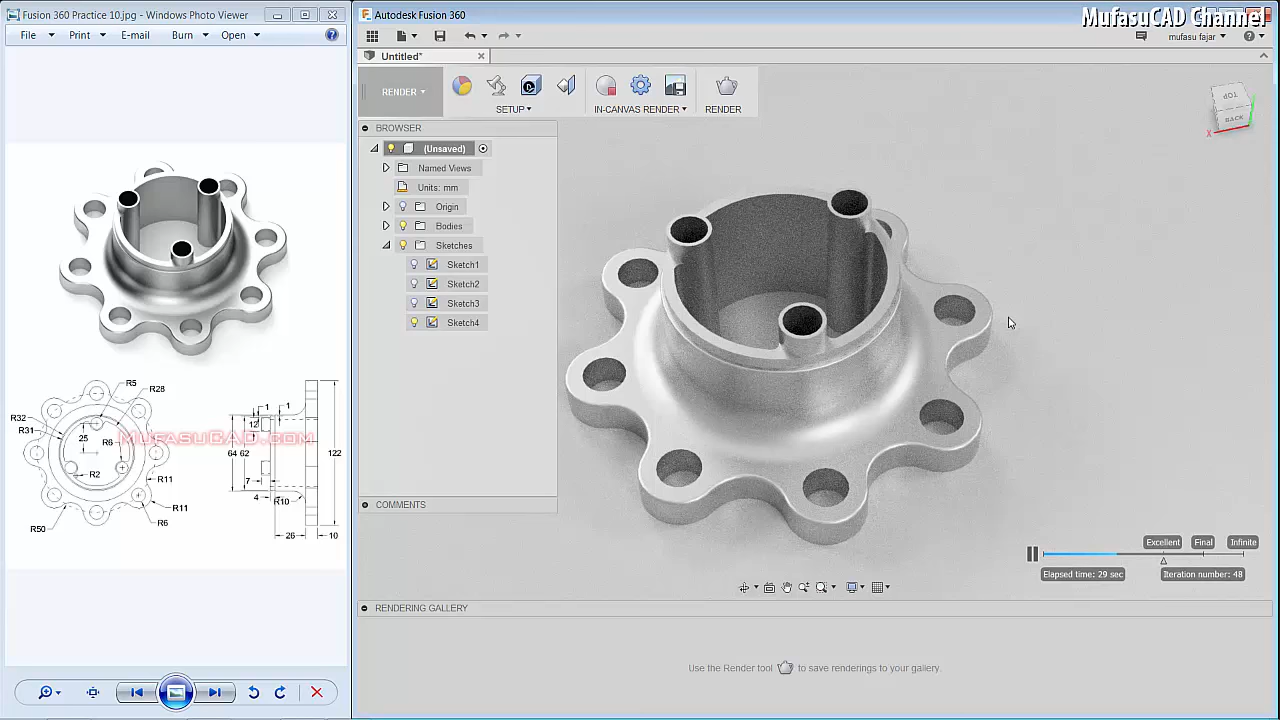 Fusion 360 Practice 10.jpg - Windows Photo Viewer
File Print E-mail Burn Open
R5
R28
R32
R31
25
R6
R2
R11
R11
R6
R50
1
1
12
64
62
122
7
4
R10
26
10
MUFASUCAD.COM
Autodesk Fusion 360
MufasuCAD Channel
mufasu fajar
Untitled*
RENDER
SETUP
IN-CANVAS RENDER
RENDER
BROWSER
(Unsaved)
Named Views
Units: mm
Origin
Bodies
Sketches
Sketch1
Sketch2
Sketch3
Sketch4
COMMENTS
TOP
BACK
X
Excellent Final Infinite
Elapsed time: 29 sec Iteration number: 48
RENDERING GALLERY
Use the Render tool to save renderings to your gallery.